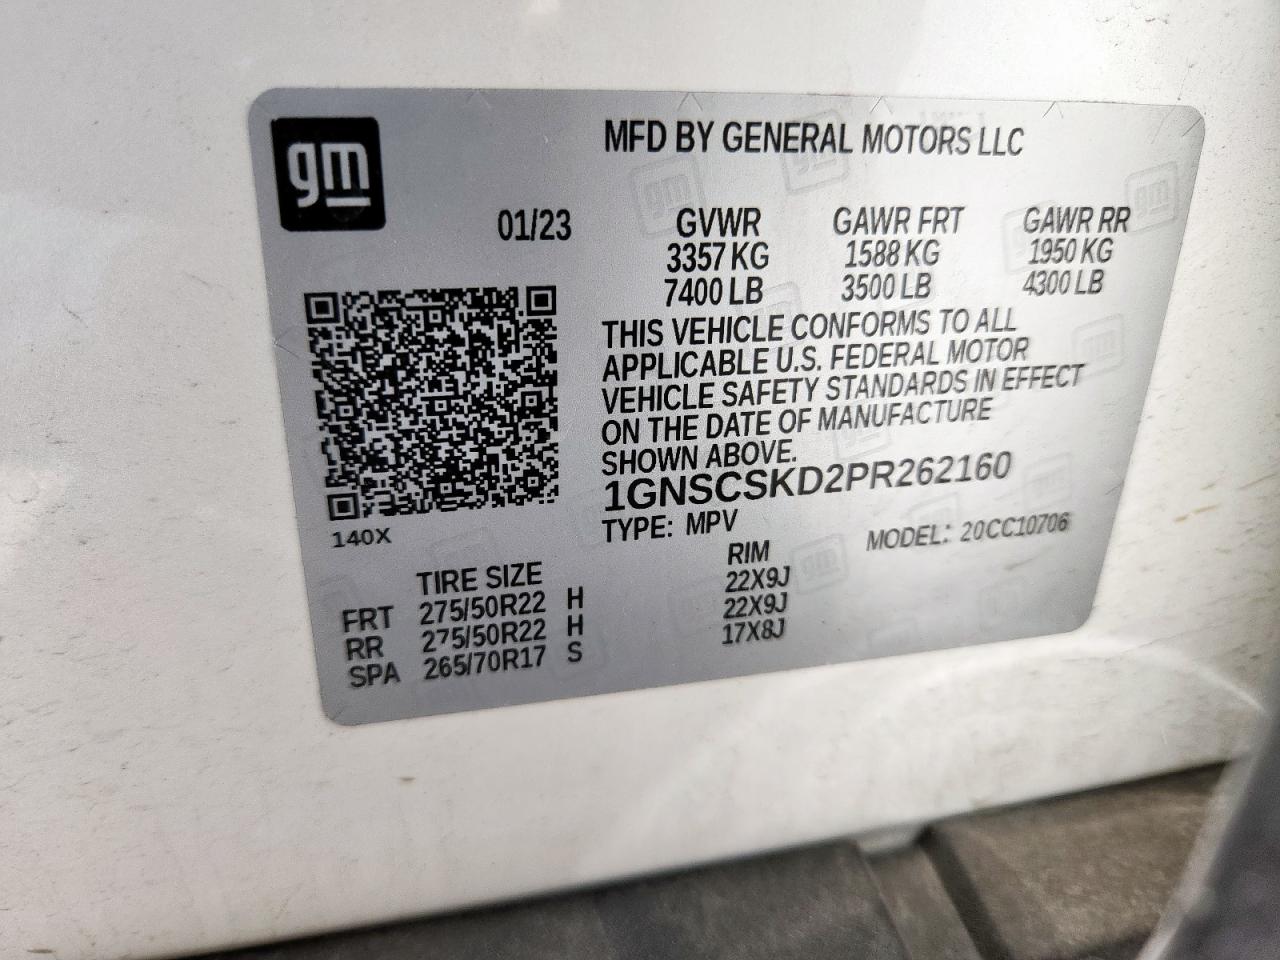 gm
MFD BY GENERAL MOTORS LLC
01/23
GVWR GAWR FRT GAWR RR
3357 KG 1588 KG 1950 KG
7400 LB 3500 LB 4300 LB
THIS VEHICLE CONFORMS TO ALL
APPLICABLE U.S. FEDERAL MOTOR
VEHICLE SAFETY STANDARDS IN EFFECT
ON THE DATE OF MANUFACTURE
SHOWN ABOVE.
1GNSCSKD2PR262160
TYPE: MPV MODEL: 20CC10706
140X
TIRE SIZE RIM
FRT 275/50R22 H 22X9J
RR 275/50R22 H 22X9J
SPA 265/70R17 S 17X8J